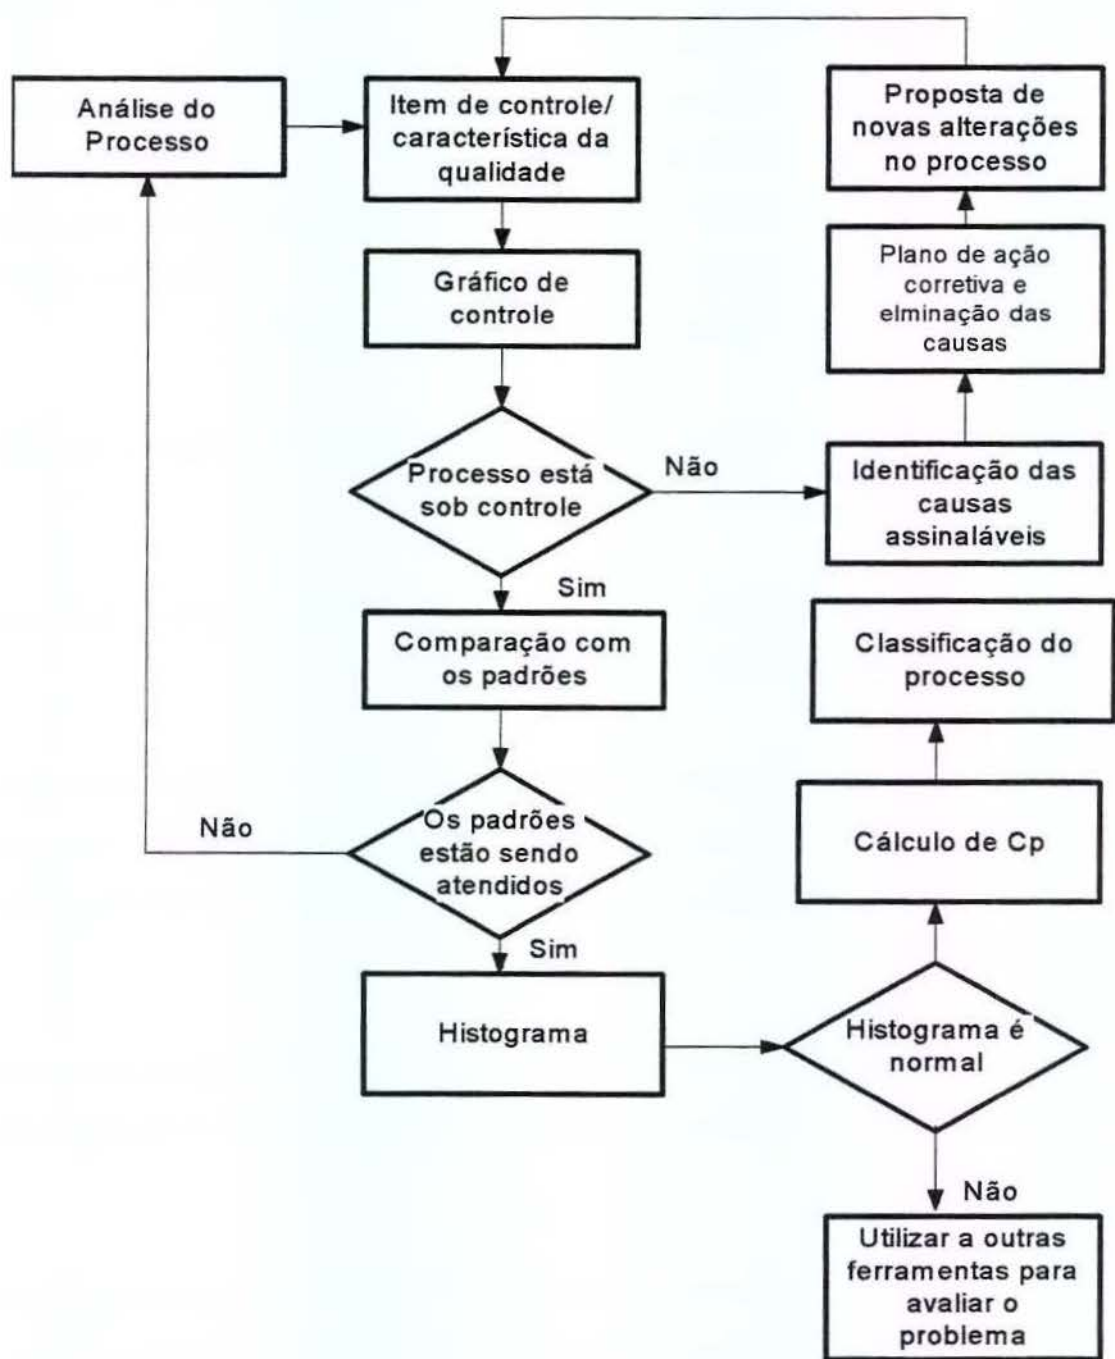 Análise do
Processo
Item de controle/
característica da
qualidade
Proposta de
novas alterações
no processo
Gráfico de
controle
Plano de ação
corretiva e
elminação das
causas
Processo está
sob controle
Não
Identificação das
causas
assinaláveis
Sim
Comparação com
os padrões
Classificação do
processo
Os padrões
estão sendo
atendidos
Não
Cálculo de Cp
Sim
Histograma
Histograma é
normal
Não
Utilizar a outras
ferramentas para
avaliar o
problema